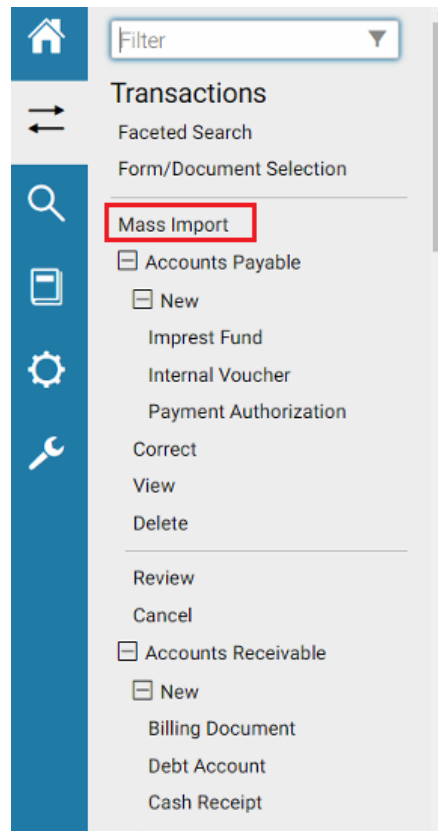 Filter
Transactions
Faceted Search
Form/Document Selection
Mass Import
Accounts Payable
New
Imprest Fund
Internal Voucher
Payment Authorization
Correct
View
Delete
Review
Cancel
Accounts Receivable
New
Billing Document
Debt Account
Cash Receipt